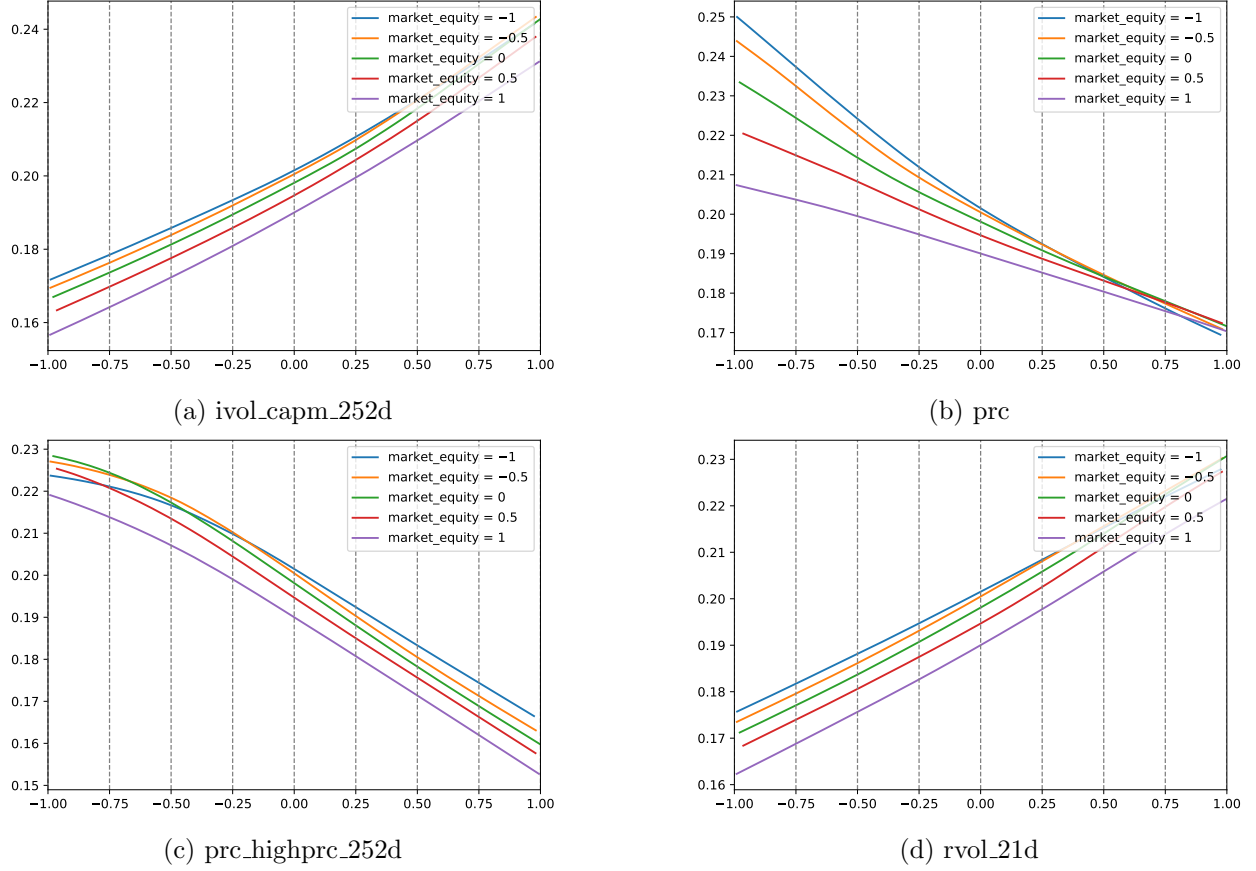 market_equity = −1
market_equity = −0.5
market_equity = 0
market_equity = 0.5
market_equity = 1
0.24
0.22
0.20
0.18
0.16
−1.00 −0.75 −0.50 −0.25 0.00 0.25 0.50 0.75 1.00
(a) ivol_capm_252d
market_equity = −1
market_equity = −0.5
market_equity = 0
market_equity = 0.5
market_equity = 1
0.25
0.24
0.23
0.22
0.21
0.20
0.19
0.18
0.17
−1.00 −0.75 −0.50 −0.25 0.00 0.25 0.50 0.75 1.00
(b) prc
market_equity = −1
market_equity = −0.5
market_equity = 0
market_equity = 0.5
market_equity = 1
0.23
0.22
0.21
0.20
0.19
0.18
0.17
0.16
0.15
−1.00 −0.75 −0.50 −0.25 0.00 0.25 0.50 0.75 1.00
(c) prc_highprc_252d
market_equity = −1
market_equity = −0.5
market_equity = 0
market_equity = 0.5
market_equity = 1
0.23
0.22
0.21
0.20
0.19
0.18
0.17
0.16
−1.00 −0.75 −0.50 −0.25 0.00 0.25 0.50 0.75 1.00
(d) rvol_21d